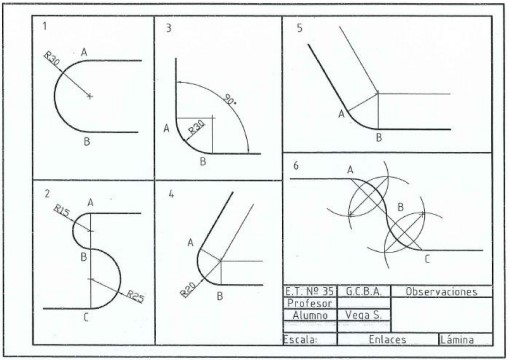 1
A
R30
B
3
90°
A
R30
B
5
A
B
2
A
R15
B
R25
C
4
A
R20
B
6
A
B
C
E.T. Nº 35 G.C.B.A. Observaciones
Profesor
Alumno Vega S.
Escala: Enlaces Lámina